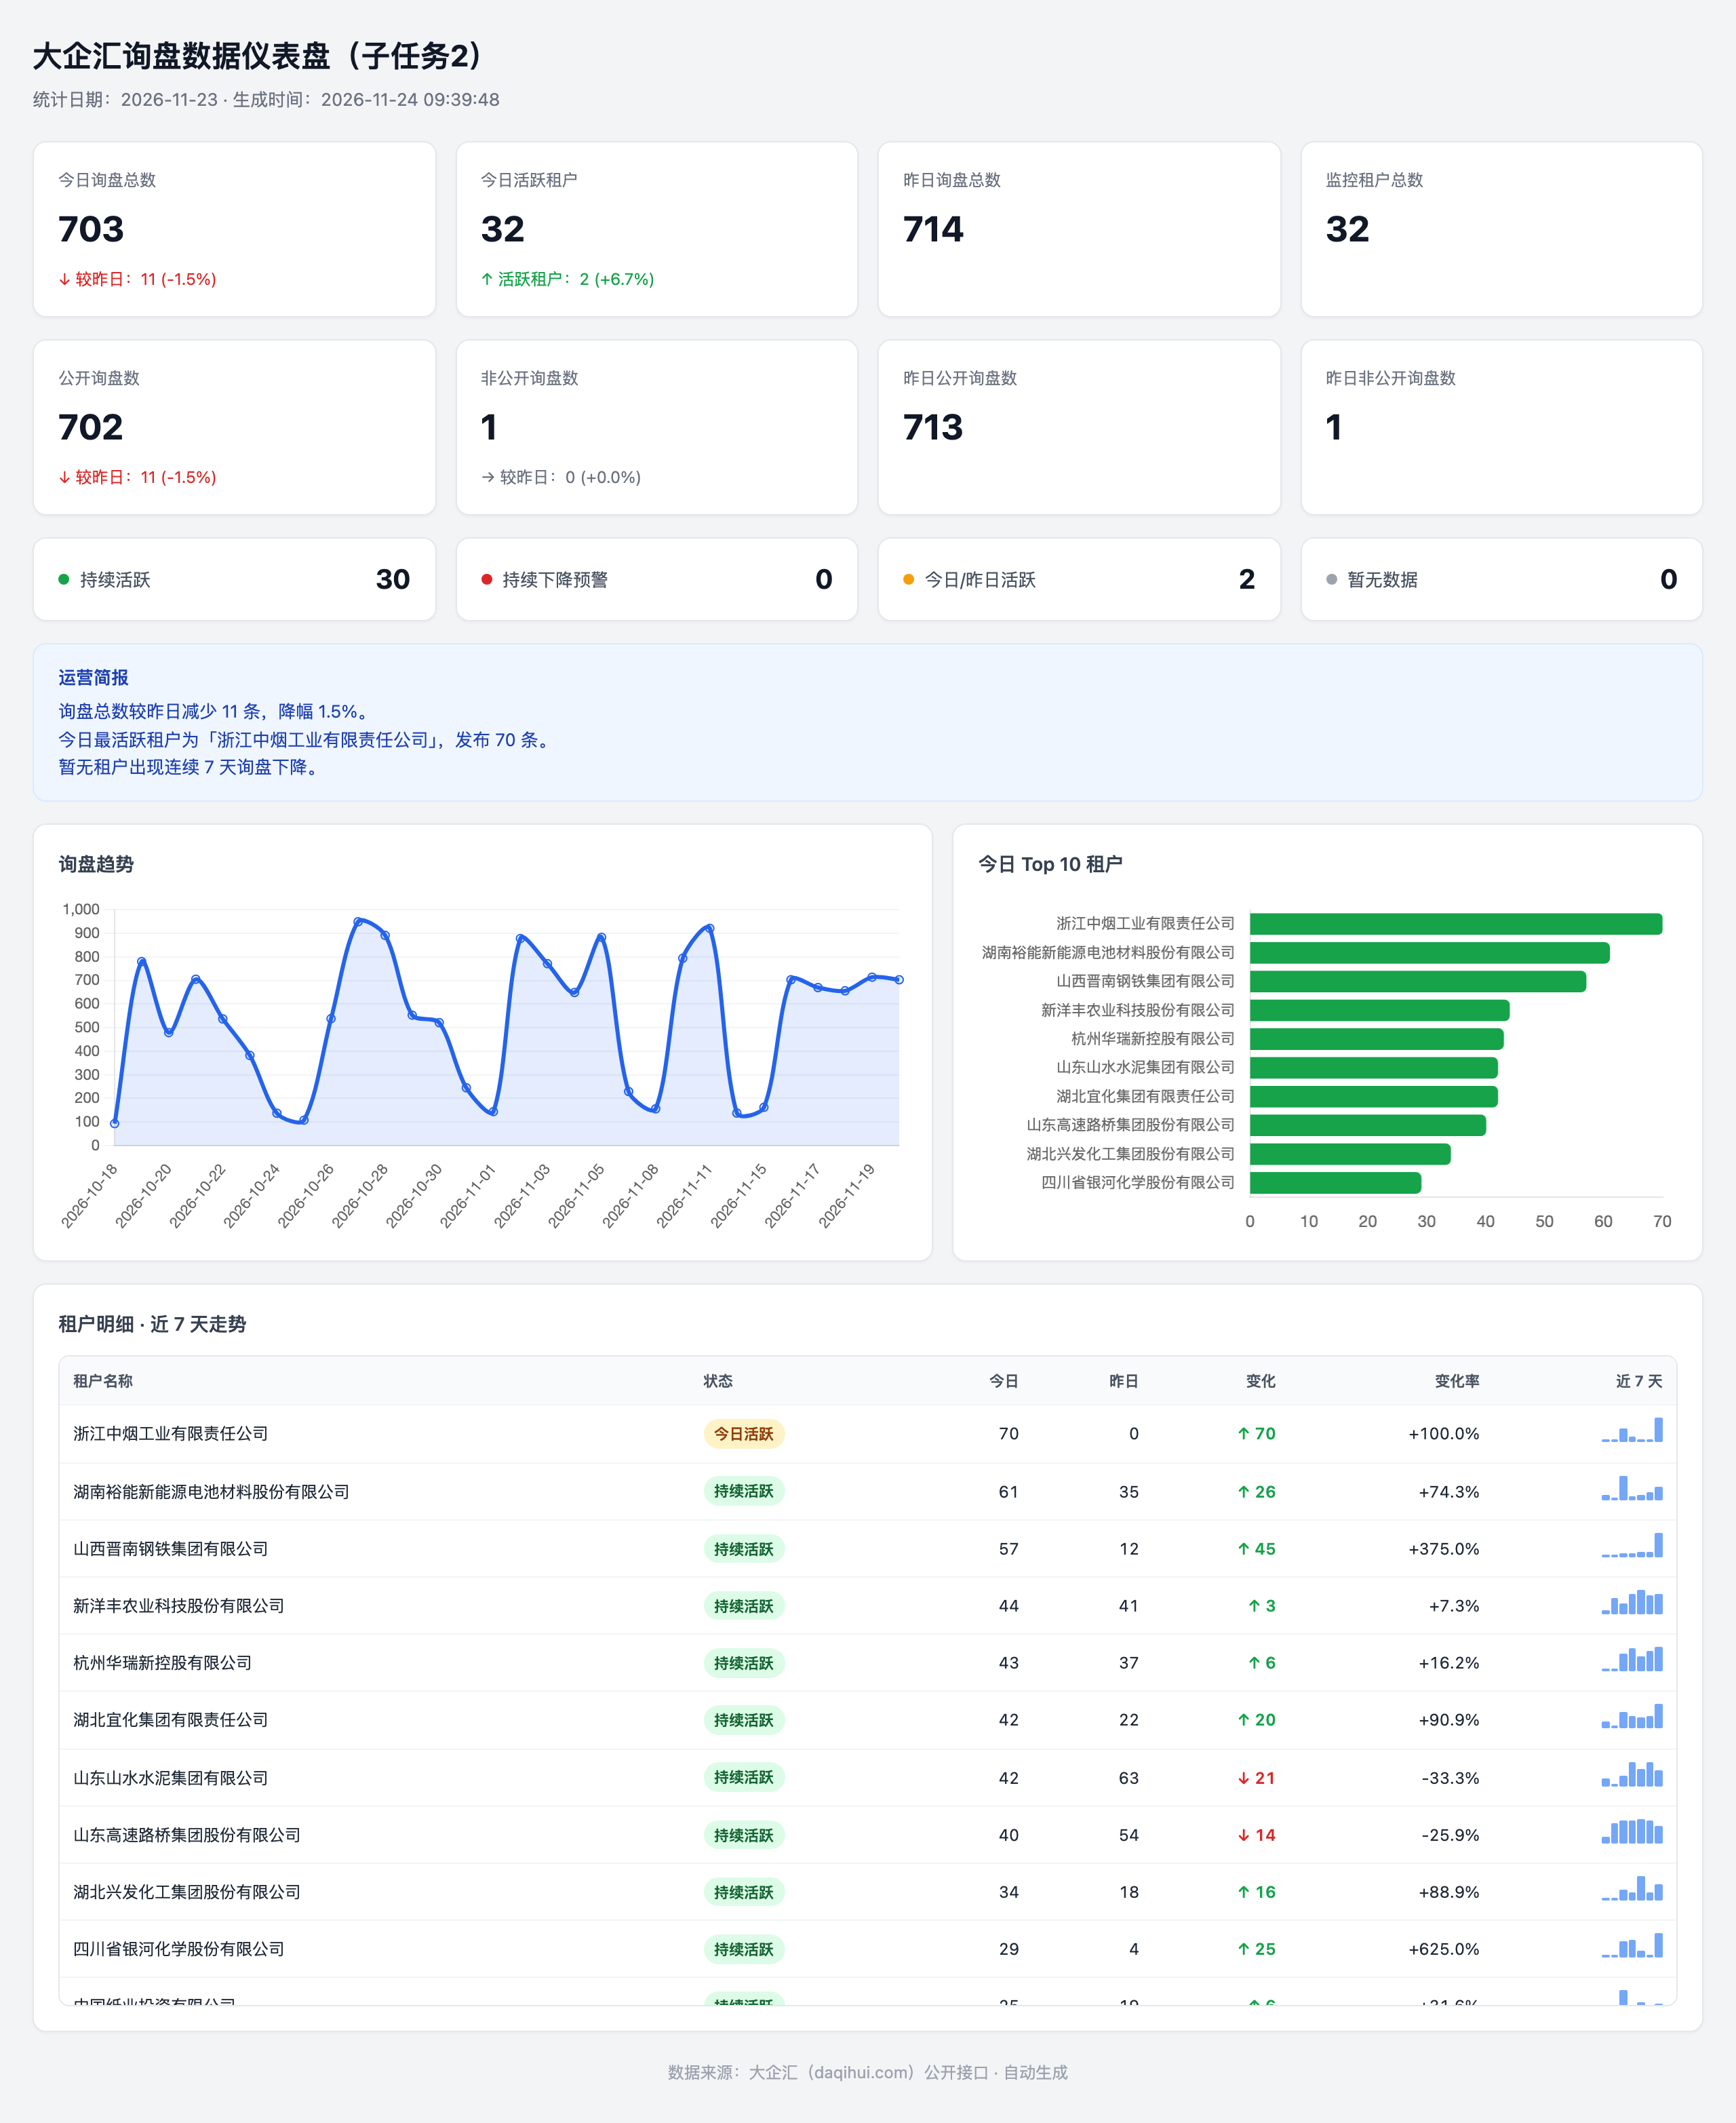 大企汇询盘数据仪表盘（子任务2）
统计日期：2026-11-23 · 生成时间：2026-11-24 09:39:48
今日询盘总数
703
↓ 较昨日：11 (-1.5%)
今日活跃租户
32
↑ 活跃租户：2 (+6.7%)
昨日询盘总数
714
监控租户总数
32
公开询盘数
702
↓ 较昨日：11 (-1.5%)
非公开询盘数
1
→ 较昨日：0 (+0.0%)
昨日公开询盘数
713
昨日非公开询盘数
1
持续活跃 30
持续下降预警 0
今日/昨日活跃 2
暂无数据 0
运营简报
询盘总数较昨日减少 11 条，降幅 1.5%。
今日最活跃租户为「浙江中烟工业有限责任公司」，发布 70 条。
暂无租户出现连续 7 天询盘下降。
询盘趋势
1,000
900
800
700
600
500
400
300
200
100
0
2026-10-18
2026-10-20
2026-10-22
2026-10-24
2026-10-26
2026-10-28
2026-10-30
2026-11-01
2026-11-03
2026-11-05
2026-11-08
2026-11-11
2026-11-15
2026-11-17
2026-11-19
今日 Top 10 租户
浙江中烟工业有限责任公司
湖南裕能新能源电池材料股份有限公司
山西晋南钢铁集团有限公司
新洋丰农业科技股份有限公司
杭州华瑞新控股有限公司
山东山水水泥集团有限公司
湖北宜化集团有限责任公司
山东高速路桥集团股份有限公司
湖北兴发化工集团股份有限公司
四川省银河化学股份有限公司
0 10 20 30 40 50 60 70
租户明细 · 近 7 天走势
租户名称 状态 今日 昨日 变化 变化率 近 7 天
浙江中烟工业有限责任公司 今日活跃 70 0 ↑ 70 +100.0%
湖南裕能新能源电池材料股份有限公司 持续活跃 61 35 ↑ 26 +74.3%
山西晋南钢铁集团有限公司 持续活跃 57 12 ↑ 45 +375.0%
新洋丰农业科技股份有限公司 持续活跃 44 41 ↑ 3 +7.3%
杭州华瑞新控股有限公司 持续活跃 43 37 ↑ 6 +16.2%
湖北宜化集团有限责任公司 持续活跃 42 22 ↑ 20 +90.9%
山东山水水泥集团有限公司 持续活跃 42 63 ↓ 21 -33.3%
山东高速路桥集团股份有限公司 持续活跃 40 54 ↓ 14 -25.9%
湖北兴发化工集团股份有限公司 持续活跃 34 18 ↑ 16 +88.9%
四川省银河化学股份有限公司 持续活跃 29 4 ↑ 25 +625.0%
中国纸业投资有限公司 持续活跃 25 19 ↑ 6 +31.6%
数据来源：大企汇（daqihui.com）公开接口 · 自动生成